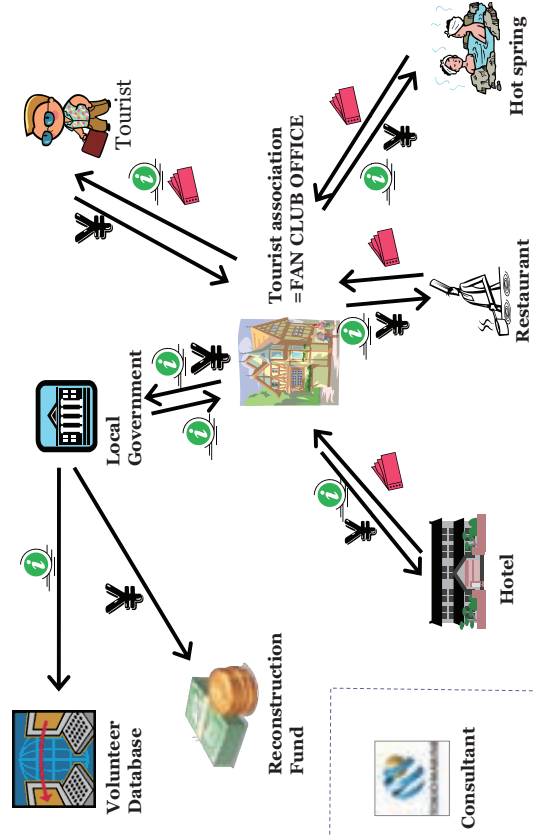 Volunteer
Database
Local
Government
Tourist
Reconstruction
Fund
Tourist association
=FAN CLUB OFFICE
Consultant
Hotel
Restaurant
Hot spring